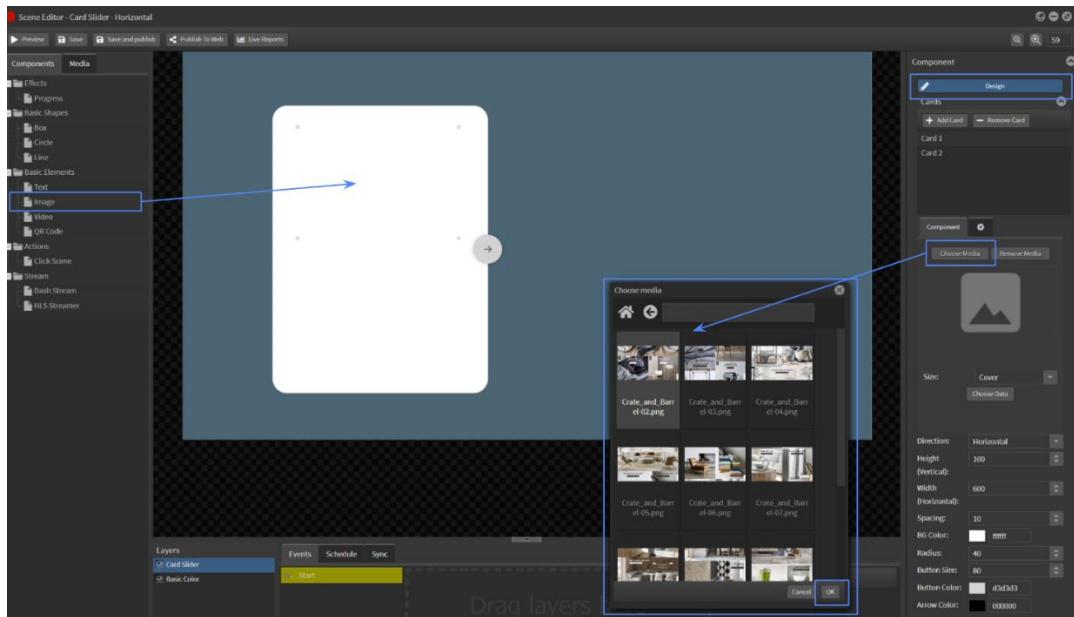 Scene Editor - Card Slider - Horizontal
Preview
Save
Save and publish
Publish To Web
Live Reports
59
Components
Media
Effects
Progress
Basic Shapes
Box
Circle
Line
Basic Elements
Text
Image
Video
QR Code
Actions
Click Scene
Stream
Dash Stream
HLS Streamer
Choose media
Crate_and_Barr
el-02.png
Crate_and_Barr
el-03.png
Crate_and_Barr
el-04.png
Crate_and_Barr
el-05.png
Crate_and_Barr
el-06.png
Crate_and_Barr
el-07.png
Cancel
OK
Layers
Card Slider
Basic Color
Events
Schedule
Sync
Start
Drag layers
Component
Design
Cards
Add Card
Remove Card
Card 1
Card 2
Component
Choose Media
Remove Media
Size:
Cover
Choose Data
Direction:
Horizontal
Height
(Vertical):
100
Width
(Horizontal):
600
Spacing:
10
BG Color:
ffffff
Radius:
40
Button Size:
80
Button Color:
d3d3d3
Arrow Color:
000000